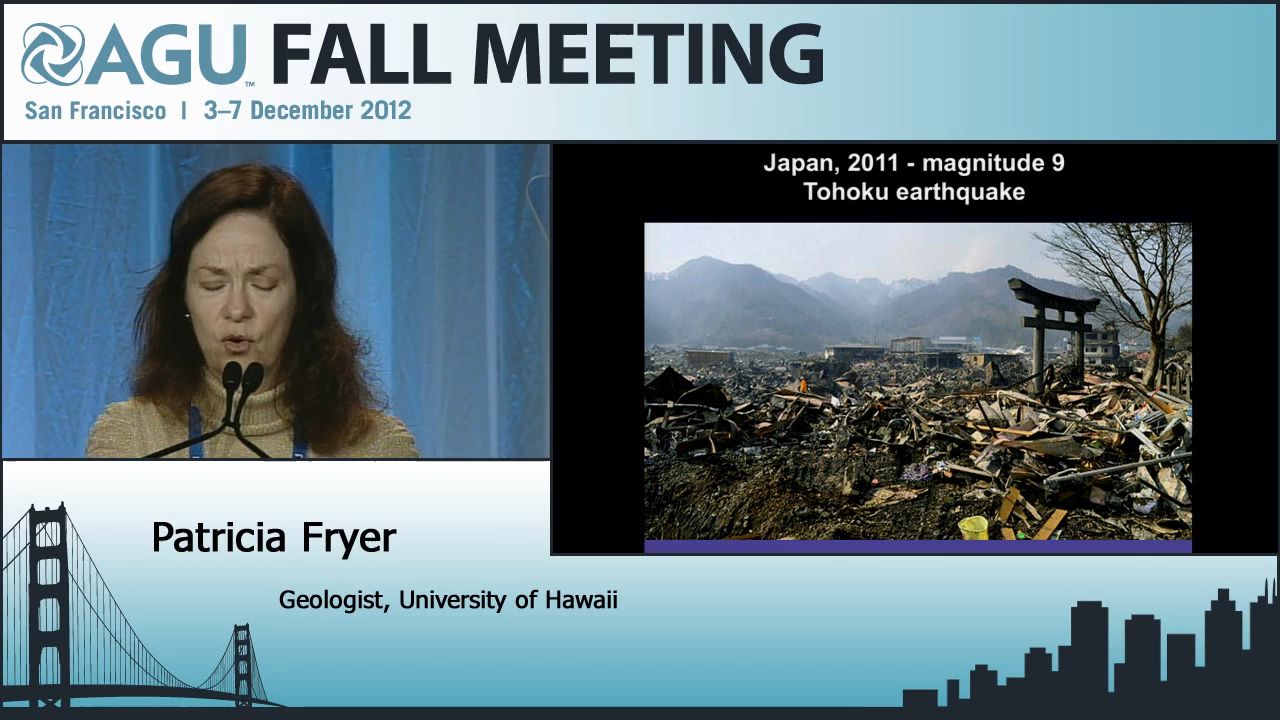 AGU™ FALL MEETING
San Francisco | 3–7 December 2012
Japan, 2011 - magnitude 9
Tohoku earthquake
Patricia Fryer
Geologist, University of Hawaii